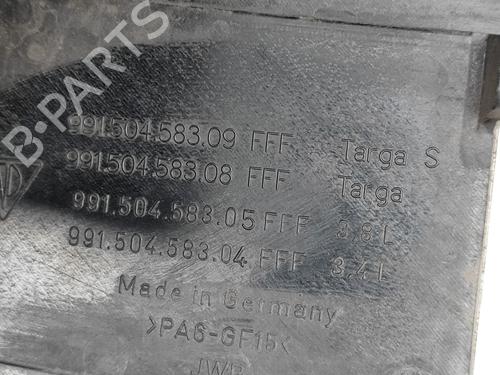 B-PARTS
991.504.583.09 FFF Targa S
991.504.583.08 FFF Targa
991.504.583.05 FFF 3,8 L
991.504.583.04 FFF 3,4 L
Made in Germany
>PA6-GF15<